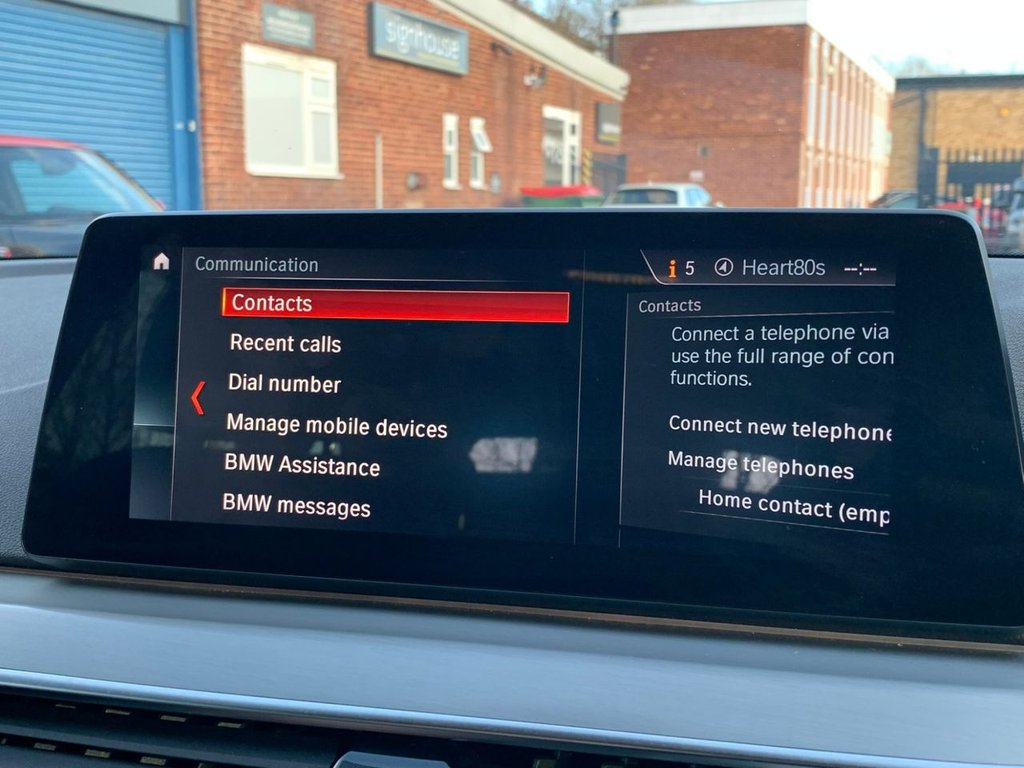 signhouse
Communication
Contacts
Recent calls
Dial number
Manage mobile devices
BMW Assistance
BMW messages
i 5 Heart80s --:--
Contacts
Connect a telephone via
use the full range of con
functions.
Connect new telephone
Manage telephones
Home contact (emp